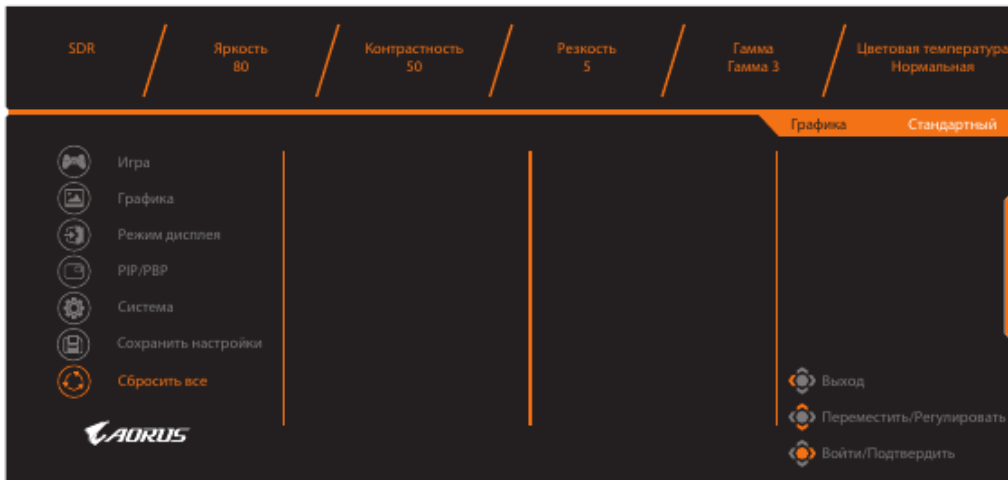 SDR
Яркость
80
Контрастность
50
Резкость
5
Гамма
Гамма 3
Цветовая температура
Нормальная
Графика Стандартный
Игра
Графика
Режим дисплея
PIP/PBP
Система
Сохранить настройки
Сбросить все
AORUS
Выход
Переместить/Регулировать
Войти/Подтвердить